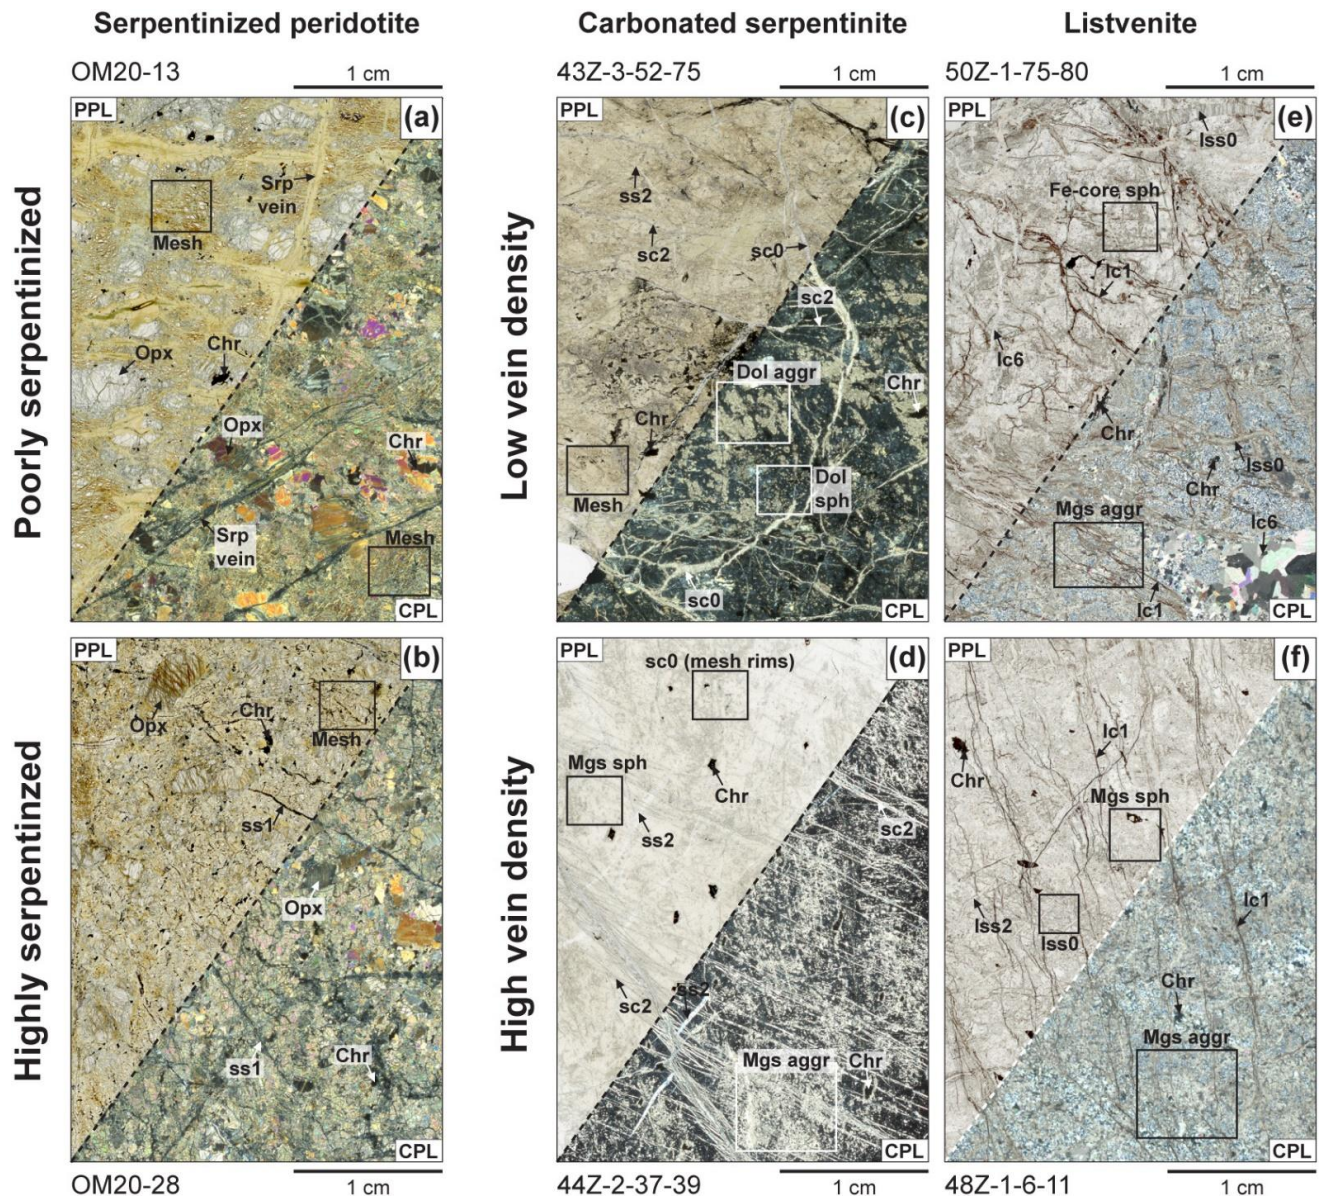 Serpentinized peridotite
Carbonated serpentinite
Listvenite
OM20-13
1 cm
43Z-3-52-75
1 cm
50Z-1-75-80
1 cm
Poorly serpentinized
PPL
(a)
Srp
vein
Mesh
Opx
Chr
Opx
Chr
Srp
vein
Mesh
CPL
Low vein density
PPL
(c)
ss2
sc2
sc0
sc2
Dol aggr
Chr
Chr
Mesh
Dol
sph
sc0
CPL
PPL
(e)
lss0
Fe-core sph
lc1
lc6
Chr
lss0
Chr
Mgs aggr
lc6
lc1
CPL
Highly serpentinzed
PPL
(b)
Opx
Chr
Mesh
ss1
Opx
ss1
Chr
CPL
High vein density
PPL
(d)
sc0 (mesh rims)
Mgs sph
Chr
ss2
sc2
sc2
ss2
Mgs aggr
Chr
CPL
PPL
(f)
lc1
Chr
Mgs sph
lc1
lss2
lss0
Chr
Mgs aggr
CPL
OM20-28
1 cm
44Z-2-37-39
1 cm
48Z-1-6-11
1 cm